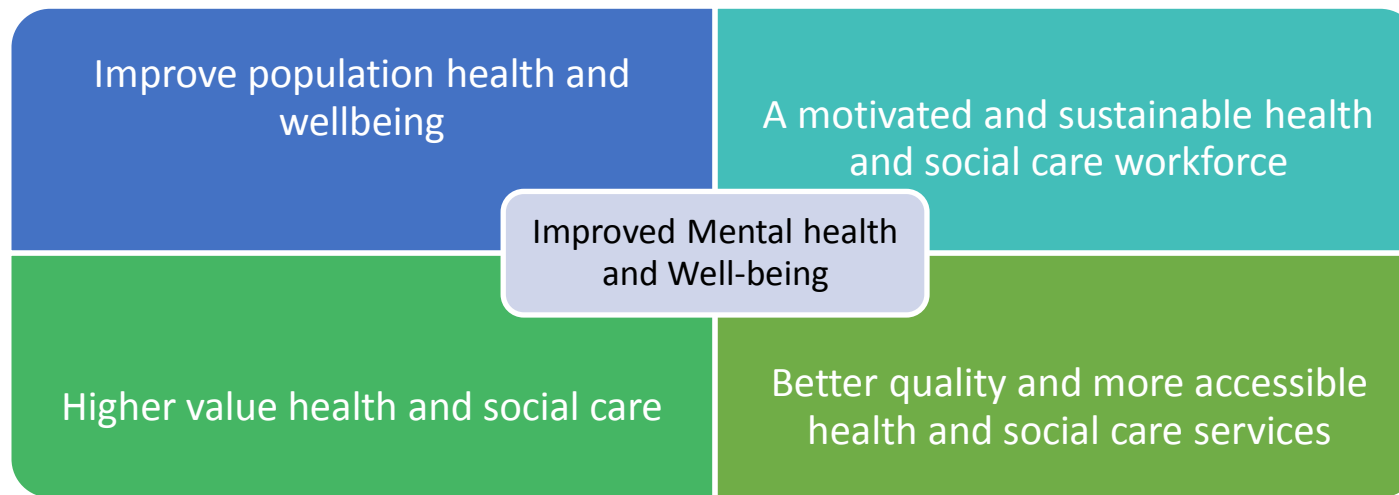 Improve population health and
wellbeing
A motivated and sustainable health
and social care workforce
Improved Mental health
and Well-being
Higher value health and social care
Better quality and more accessible
health and social care services